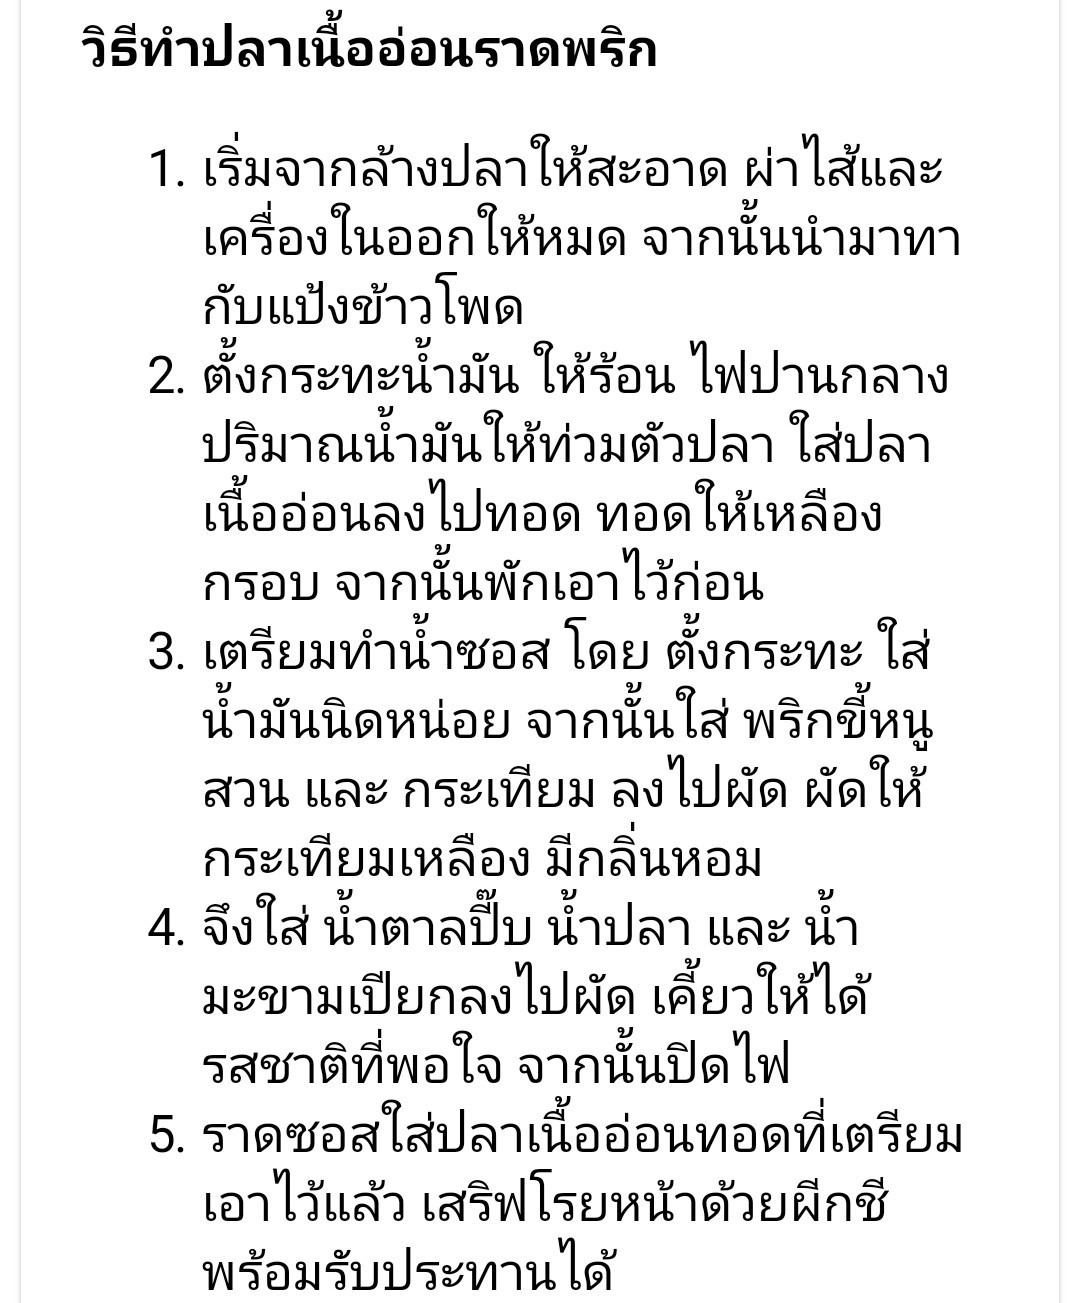 วิธีทำปลาเนื้ออ่อนราดพริก
1. เริ่มจากล้างปลาให้สะอาด ผ่าไส้และ
เครื่องในออกให้หมด จากนั้นนำมาทา
กับแป้งข้าวโพด
2. ตั้งกระทะน้ำมัน ให้ร้อน ไฟปานกลาง
ปริมาณน้ำมันให้ท่วมตัวปลา ใส่ปลา
เนื้ออ่อนลงไปทอด ทอดให้เหลือง
กรอบ จากนั้นพักเอาไว้ก่อน
3. เตรียมทำน้ำซอส โดย ตั้งกระทะ ใส่
น้ำมันนิดหน่อย จากนั้นใส่ พริกขี้หนู
สวน และ กระเทียม ลงไปผัด ผัดให้
กระเทียมเหลือง มีกลิ่นหอม
4. จึงใส่ น้ำตาลปี๊บ น้ำปลา และ น้ำ
มะขามเปียกลงไปผัด เคี้ยวให้ได้
รสชาติที่พอใจ จากนั้นปิดไฟ
5. ราดซอสใส่ปลาเนื้ออ่อนทอดที่เตรียม
เอาไว้แล้ว เสริฟโรยหน้าด้วยผีกชี
พร้อมรับประทานได้